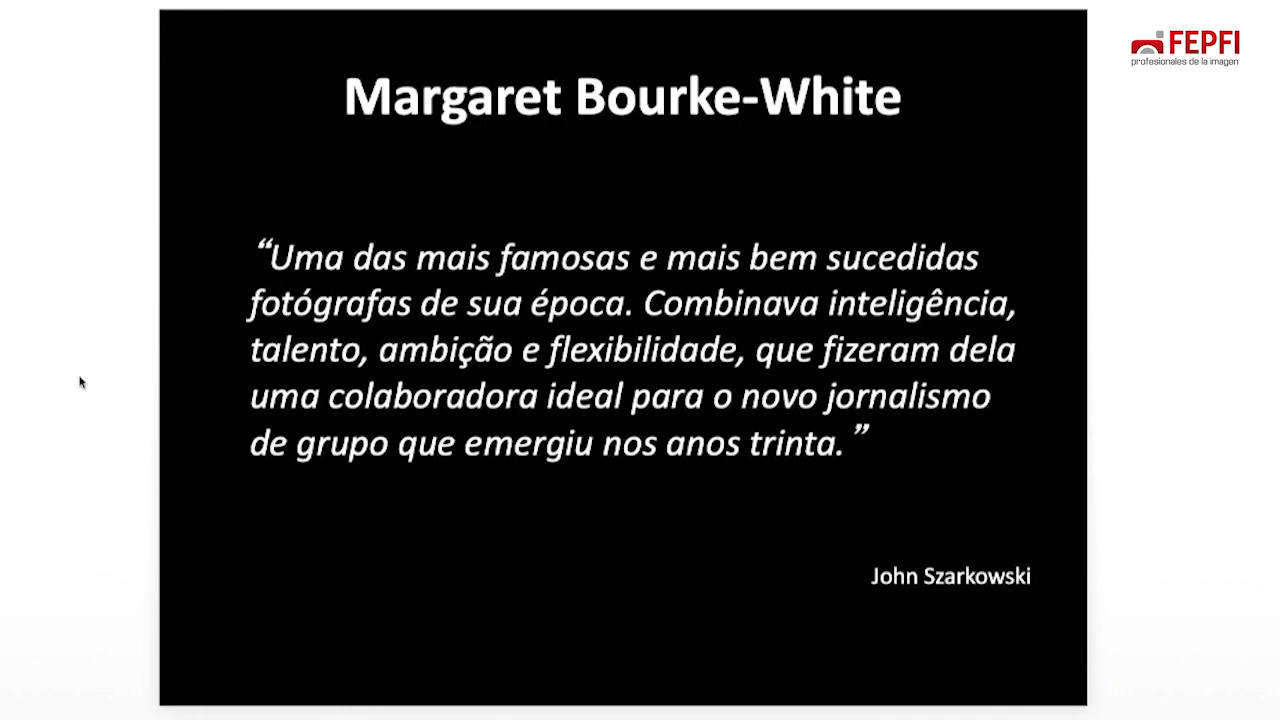 FEPFI
profesionales de la imagen
Margaret Bourke-White
“Uma das mais famosas e mais bem sucedidas
fotógrafas de sua época. Combinava inteligência,
talento, ambição e flexibilidade, que fizeram dela
uma colaboradora ideal para o novo jornalismo
de grupo que emergiu nos anos trinta.”
John Szarkowski